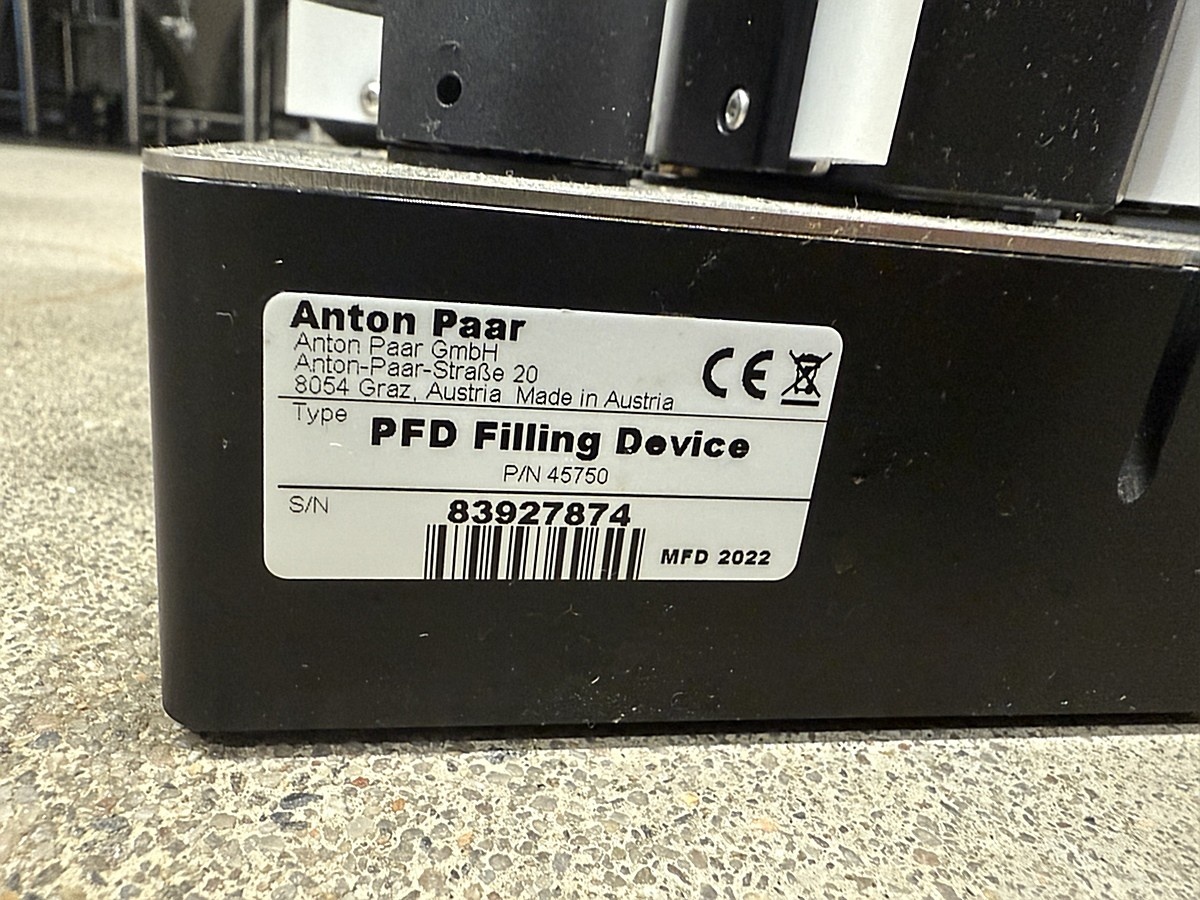 Anton Paar
Anton Paar GmbH
Anton-Paar-Straße 20
8054 Graz, Austria Made in Austria
CE
Type
PFD Filling Device
P/N 45750
S/N
83927874
MFD 2022